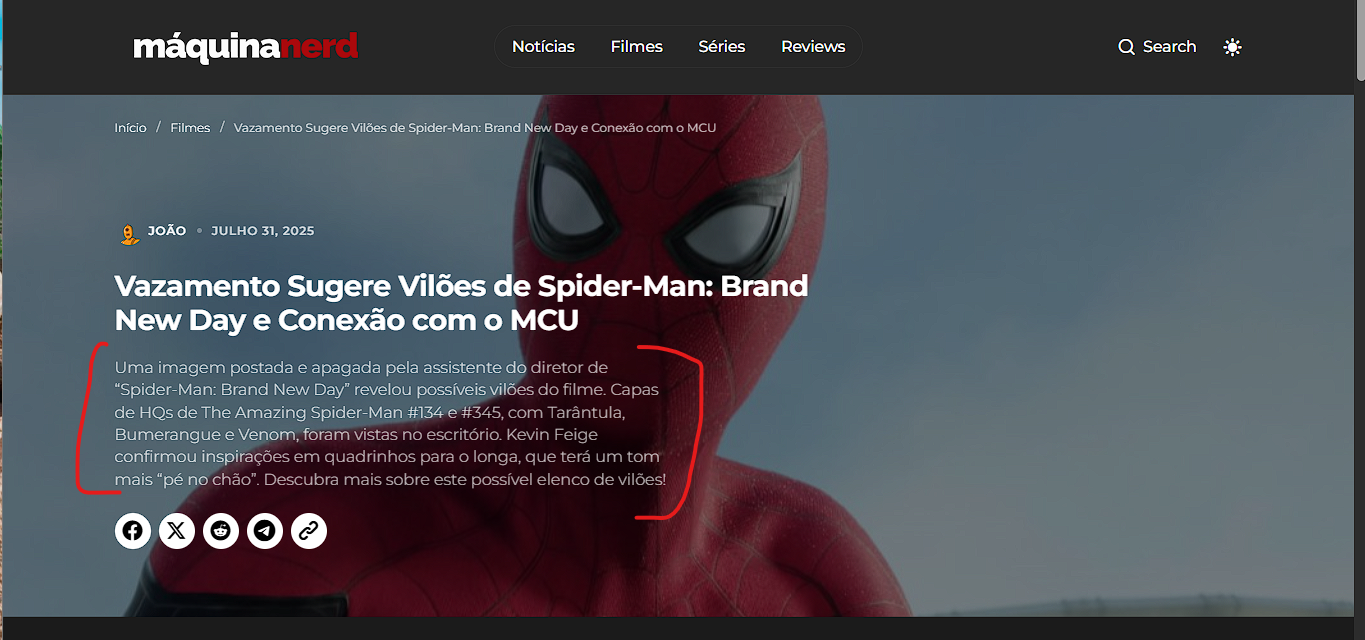 máquinanerd
Notícias Filmes Séries Reviews
Search
Início / Filmes / Vazamento Sugere Vilões de Spider-Man: Brand New Day e Conexão com o MCU
JOÃO • JULHO 31, 2025
Vazamento Sugere Vilões de Spider-Man: Brand
New Day e Conexão com o MCU
Uma imagem postada e apagada pela assistente do diretor de
“Spider-Man: Brand New Day” revelou possíveis vilões do filme. Capas
de HQs de The Amazing Spider-Man #134 e #345, com Tarântula,
Bumerangue e Venom, foram vistas no escritório. Kevin Feige
confirmou inspirações em quadrinhos para o longa, que terá um tom
mais “pé no chão”. Descubra mais sobre este possível elenco de vilões!